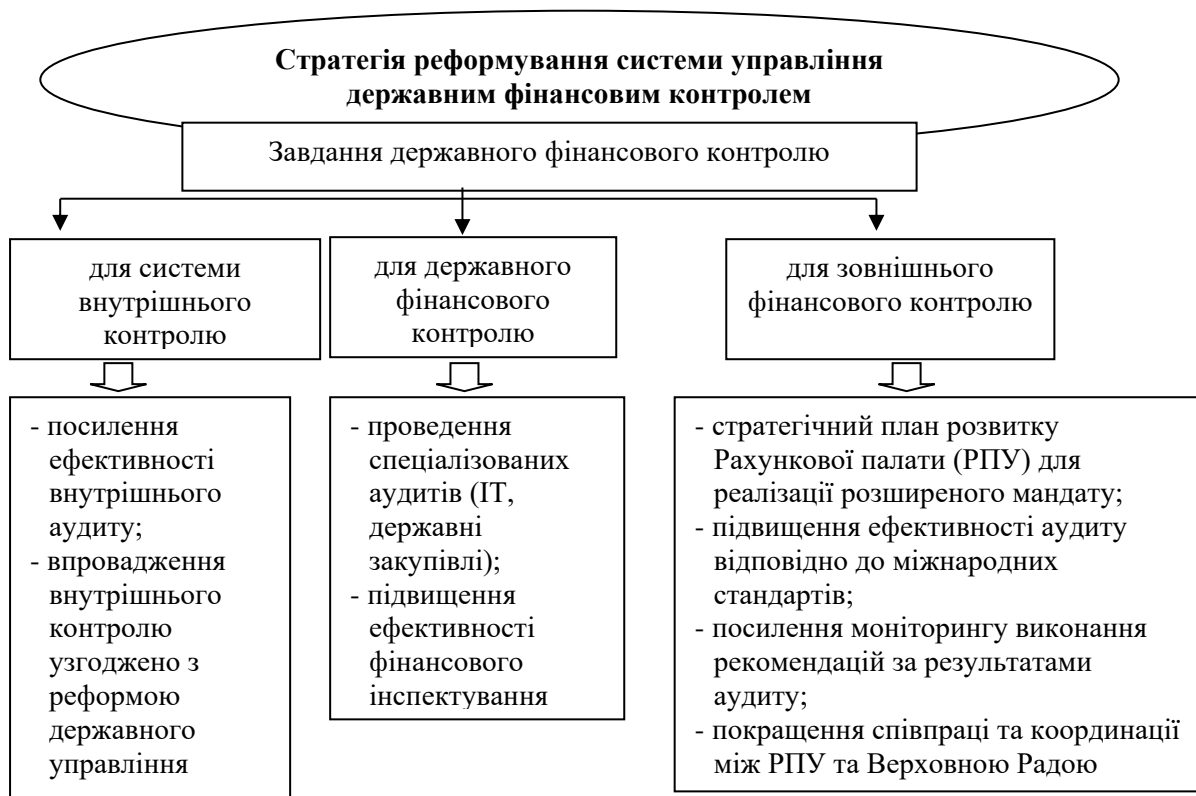 Стратегія реформування системи управління
державним фінансовим контролем
Завдання державного фінансового контролю
для системи
внутрішнього
контролю
для державного
фінансового
контролю
для зовнішнього
фінансового контролю
- посилення
ефективності
внутрішнього
аудиту;
- впровадження
внутрішнього
контролю
узгоджено з
реформою
державного
управління
- проведення
спеціалізованих
аудитів (ІТ,
державні
закупівлі);
- підвищення
ефективності
фінансового
інспектування
- стратегічний план розвитку
Рахункової палати (РПУ) для
реалізації розширеного мандату;
- підвищення ефективності аудиту
відповідно до міжнародних
стандартів;
- посилення моніторингу виконання
рекомендацій за результатами
аудиту;
- покращення співпраці та координації
між РПУ та Верховною Радою